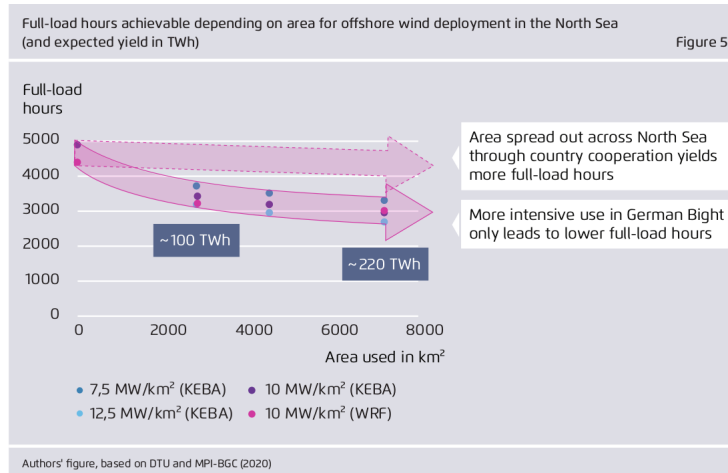 Full-load hours achievable depending on area for offshore wind deployment in the North Sea
(and expected yield in TWh)
Figure 5
Full-load
hours
5000
4000
3000
2000
1000
0
0
2000
4000
6000
8000
Area used in km²
~100 TWh
~220 TWh
Area spread out across North Sea
through country cooperation yields
more full-load hours
More intensive use in German Bight
only leads to lower full-load hours
7,5 MW/km² (KEBA)
10 MW/km² (KEBA)
12,5 MW/km² (KEBA)
10 MW/km² (WRF)
Authors' figure, based on DTU and MPI-BGC (2020)